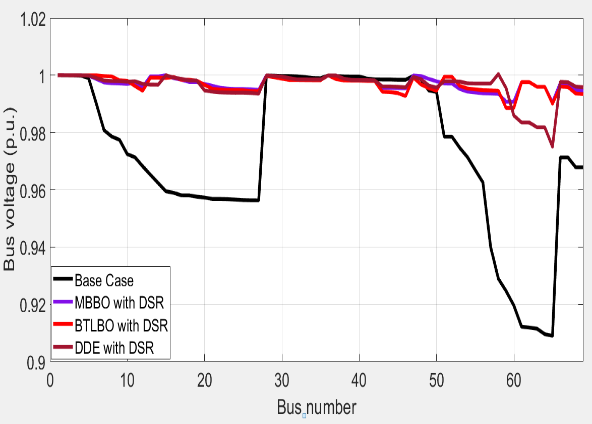 1.02
1
0.98
0.96
0.94
0.92
0.9
Bus voltage (p.u.)
Base Case
MBBO with DSR
BTLBO with DSR
DDE with DSR
0 10 20 30 40 50 60
Bus number